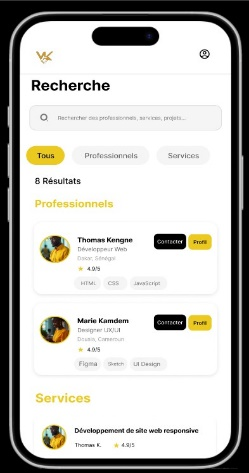 Recherche
Rechercher des professionnels, services, projets...
Tous
Professionnels
Services
8 Résultats
Professionnels
Thomas Kengne
Contacter
Profil
Développeur Web
Dakar, Sénégal
4.9/5
HTML
CSS
JavaScript
Marie Kamdem
Contacter
Profil
Designer UX/UI
Douala, Cameroun
4.9/5
Figma
Sketch
UI Design
Services
Développement de site web responsive
Thomas K.
4.9/5